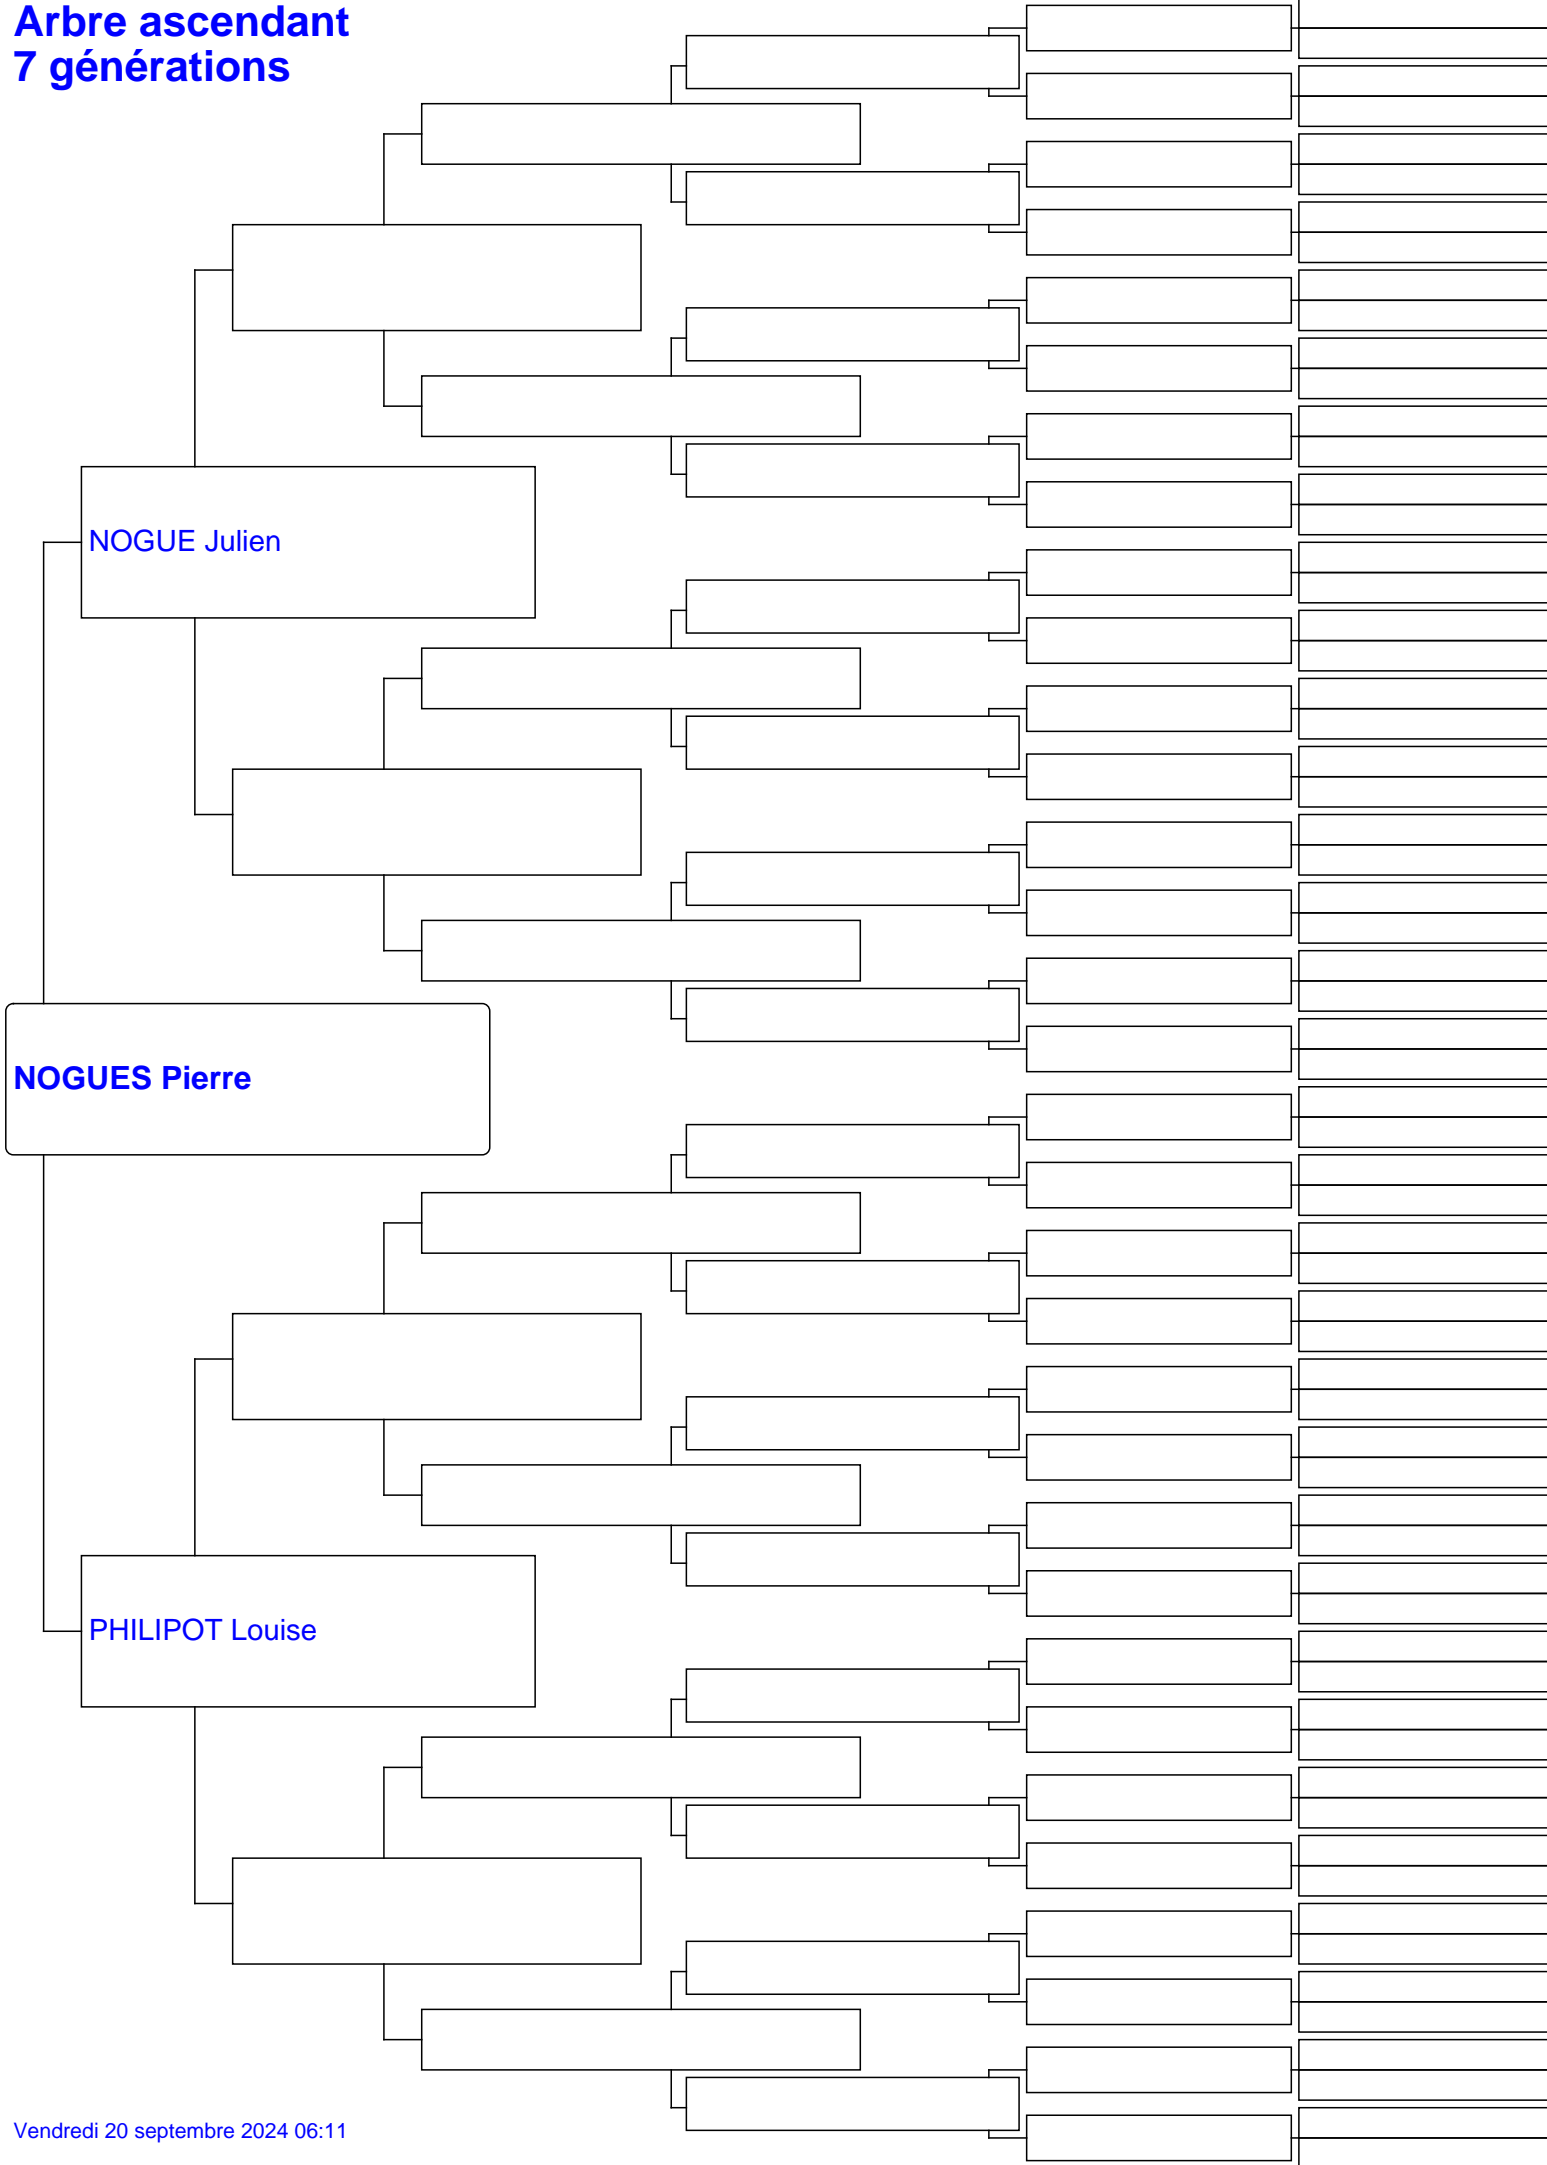 Arbre ascendant
7 générations
NOGUE Julien
NOGUES Pierre
PHILIPOT Louise
Vendredi 20 septembre 2024 06:11